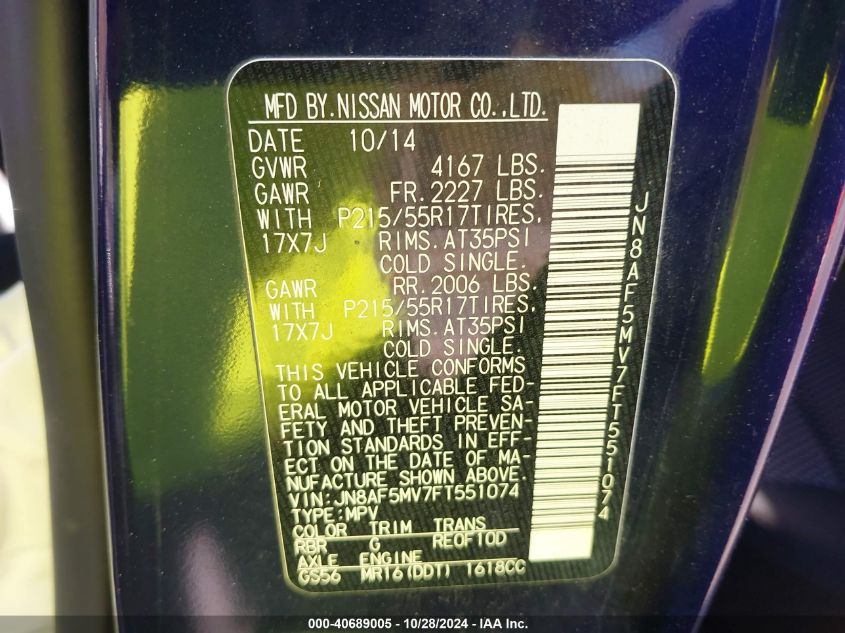 MFD BY.NISSAN MOTOR CO.,LTD.
DATE 10/14
GVWR 4167 LBS.
GAWR FR.2227 LBS.
WITH P215/55R17TIRES,
17X7J RIMS.AT35PSI
COLD SINGLE.
GAWR RR.2006 LBS.
WITH P215/55R17TIRES,
17X7J RIMS.AT35PSI
COLD SINGLE.
THIS VEHICLE CONFORMS
TO ALL APPLICABLE FED-
ERAL MOTOR VEHICLE SA-
FETY AND THEFT PREVEN-
TION STANDARDS IN EFF-
ECT ON THE DATE OF MA-
NUFACTURE SHOWN ABOVE.
VIN:JN8AF5MV7FT551074
TYPE:MPV
COLOR TRIM TRANS
RBR G RE0F10D
AXLE ENGINE
GS56 MR16(DDT) 1618CC
JN8AF5MV7FT551074
000-40689005 - 10/28/2024 - IAA Inc.